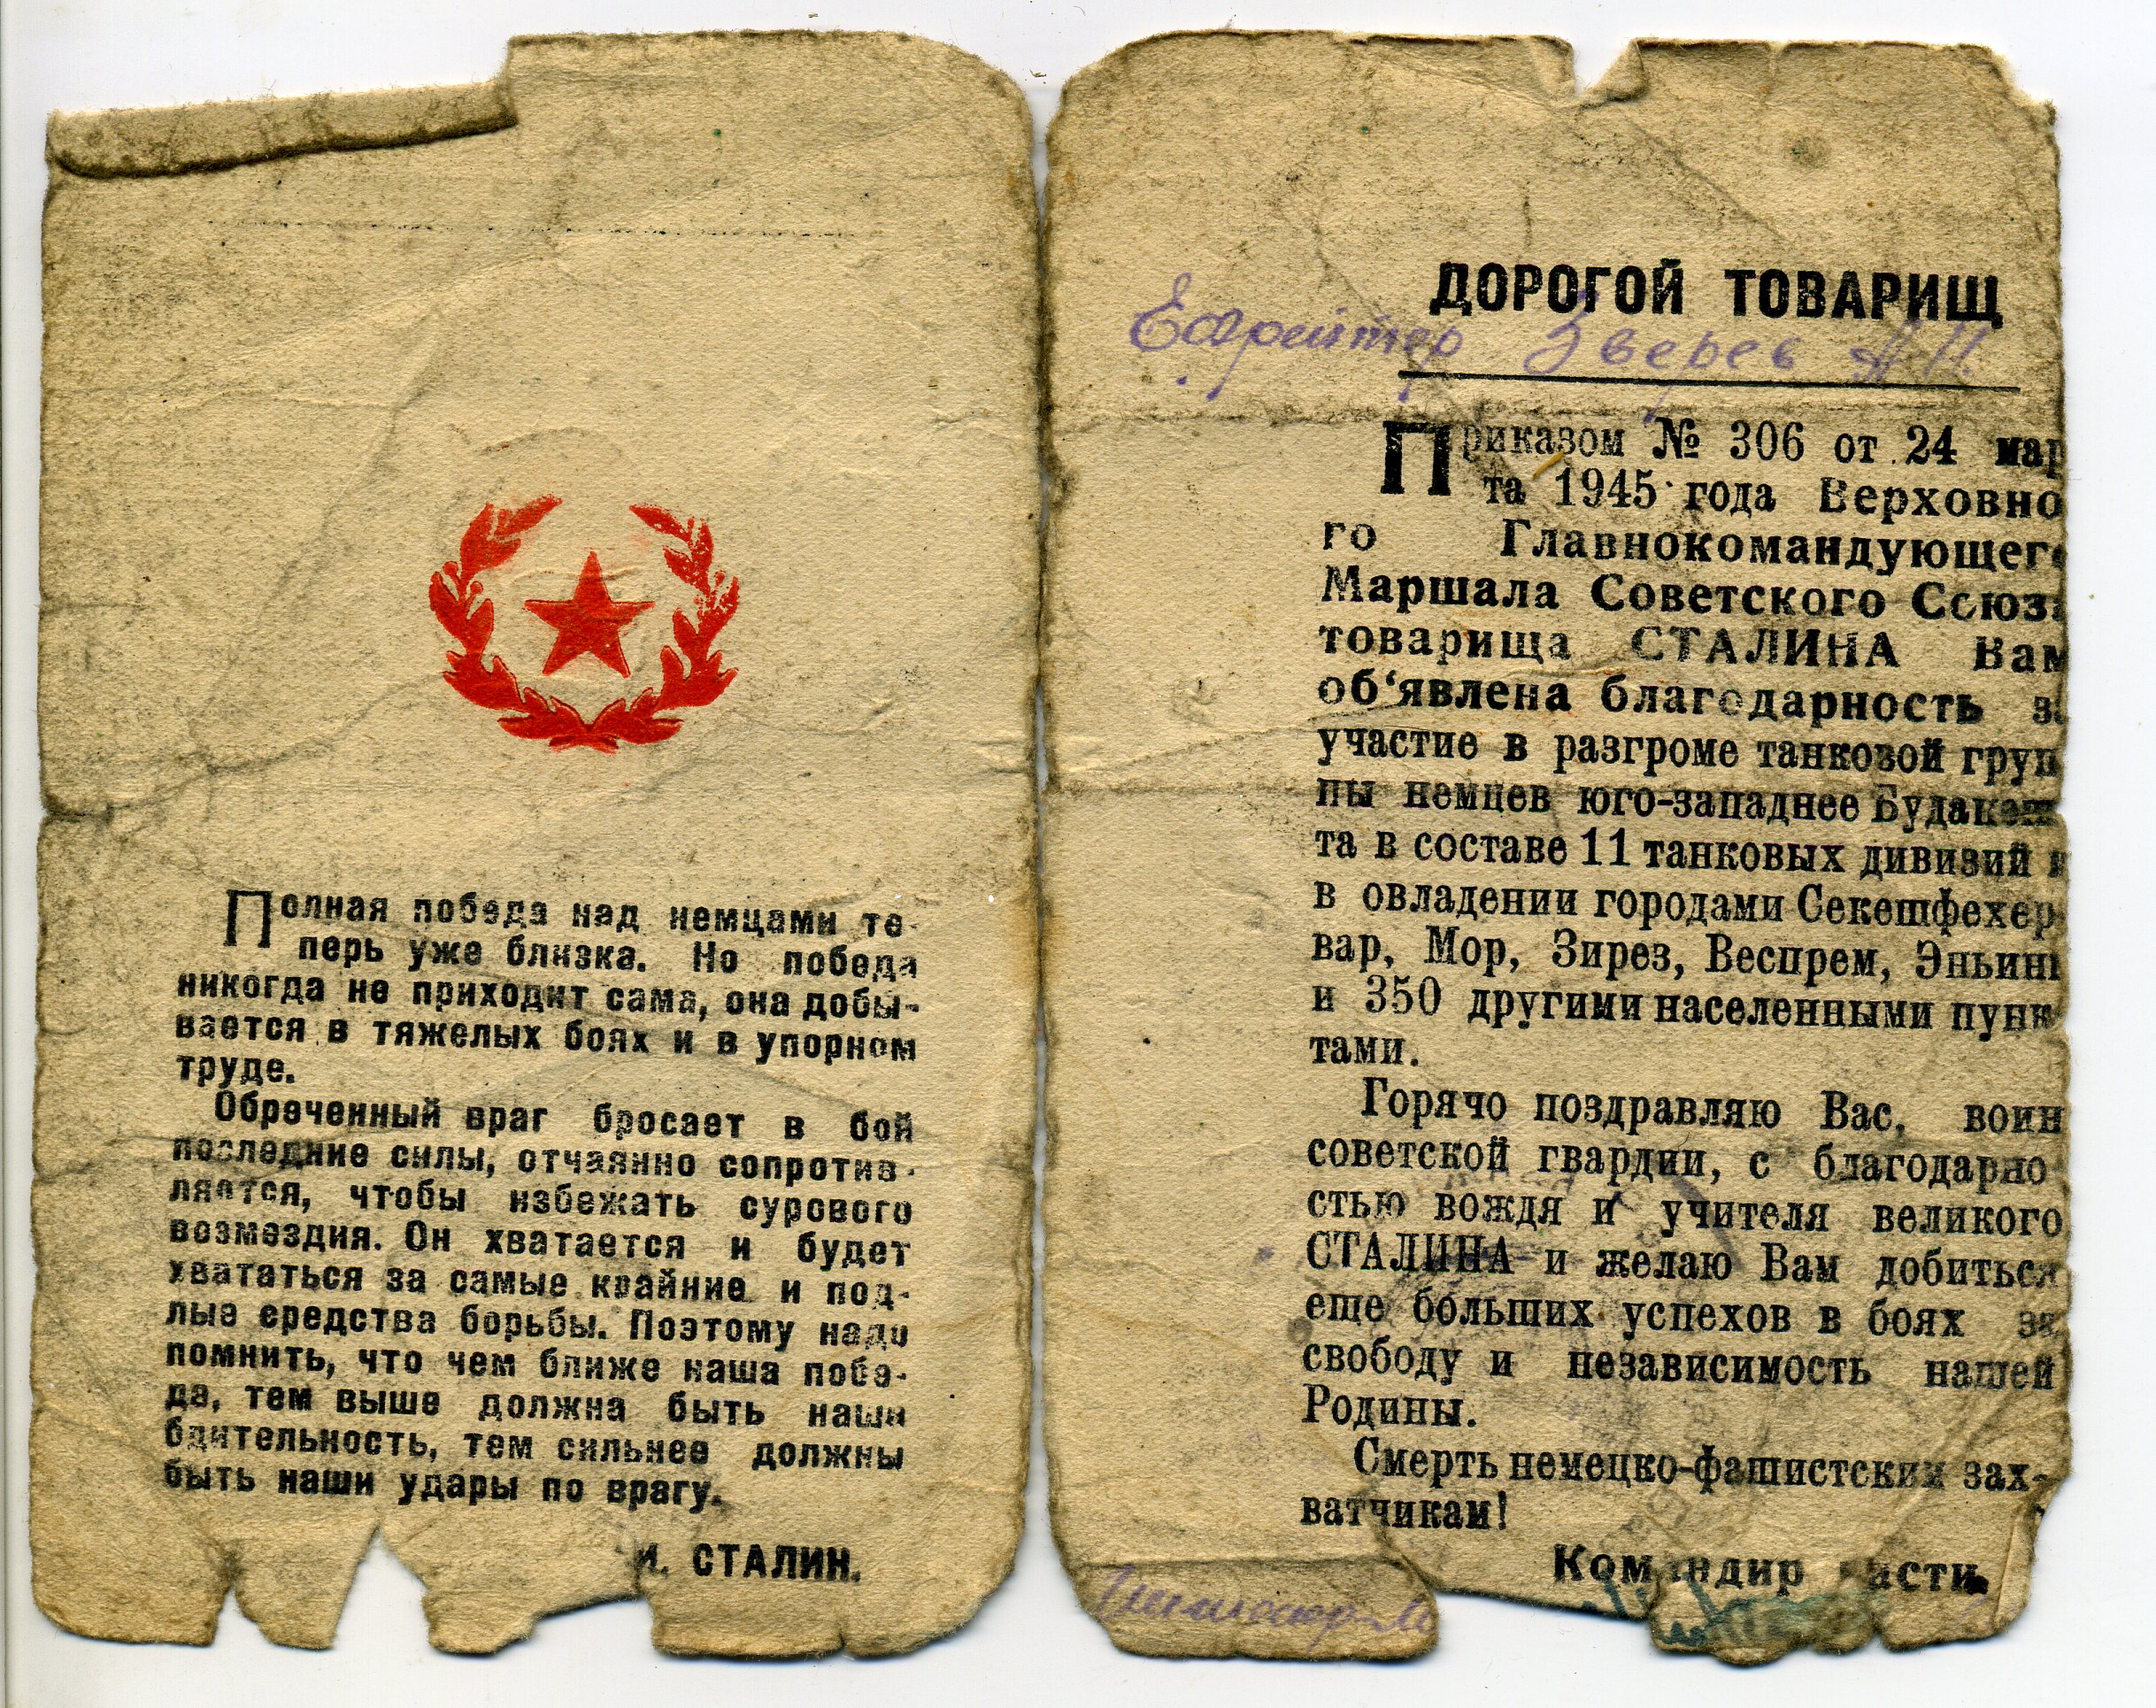 Полная победа над немцами те-
перь уже близка. Но победа
никогда не приходит сама, она добы-
вается в тяжелых боях и в упорном
труде.
Обреченный враг бросает в бой
последние силы, отчаянно сопротив-
ляется, чтобы избежать сурового
возмездия. Он хватается и будет
хвататься за самые крайние и под-
лые средства борьбы. Поэтому надо
помнить, что чем ближе наша побе-
да, тем выше должна быть наша
бдительность, тем сильнее должны
быть наши удары по врагу.
И. СТАЛИН.
ДОРОГОЙ ТОВАРИЩ
Ефрейтор Зверев А П.
Приказом № 306 от 24 мар
та 1945 года Верховно
го Главнокомандующего
Маршала Советского Союза
товарища СТАЛИНА Вам
об‘явлена благодарность за
участие в разгроме танковой груп
пы немцев юго-западнее Будапеш
та в составе 11 танковых дивизий и
в овладении городами Секешфехер-
вар, Мор, Зирез, Веспрем, Эньинг
и 350 другими населенными пунк
тами.
Горячо поздравляю Вас, воин
советской гвардии, с благодарно
стью вождя и учителя великого
СТАЛИНА и желаю Вам добиться
еще больших успехов в боях за
свободу и независимость нашей
Родины.
Смерть немецко-фашистским зах-
ватчикам!
Командир части